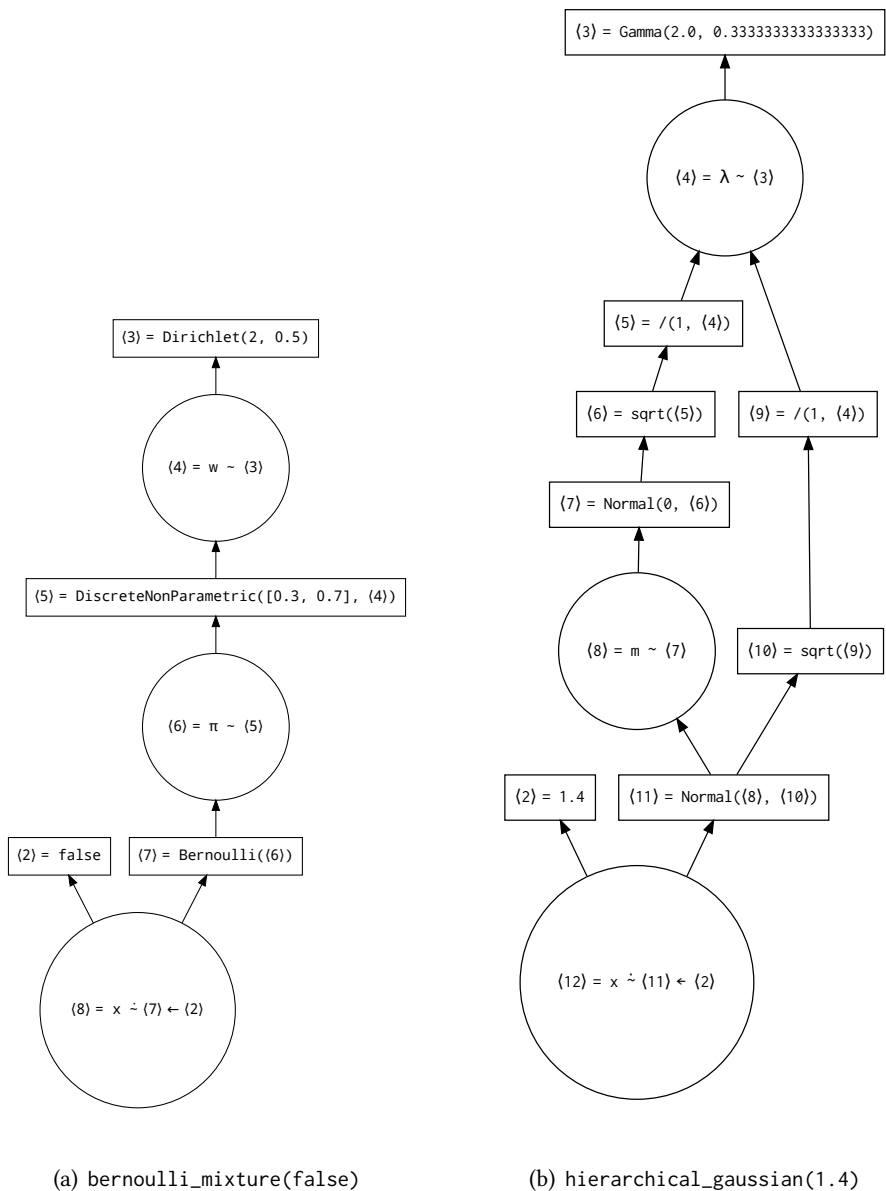 ⟨3⟩ = Dirichlet(2, 0.5)
⟨4⟩ = w ~ ⟨3⟩
⟨5⟩ = DiscreteNonParametric([0.3, 0.7], ⟨4⟩)
⟨6⟩ = π ~ ⟨5⟩
⟨2⟩ = false
⟨7⟩ = Bernoulli(⟨6⟩)
⟨8⟩ = x ~̇ ⟨7⟩ ← ⟨2⟩
(a) bernoulli_mixture(false)
⟨3⟩ = Gamma(2.0, 0.3333333333333333)
⟨4⟩ = λ ~ ⟨3⟩
⟨5⟩ = /(1, ⟨4⟩)
⟨6⟩ = sqrt(⟨5⟩)
⟨9⟩ = /(1, ⟨4⟩)
⟨7⟩ = Normal(0, ⟨6⟩)
⟨8⟩ = m ~ ⟨7⟩
⟨10⟩ = sqrt(⟨9⟩)
⟨2⟩ = 1.4
⟨11⟩ = Normal(⟨8⟩, ⟨10⟩)
⟨12⟩ = x ~̇ ⟨11⟩ ← ⟨2⟩
(b) hierarchical_gaussian(1.4)